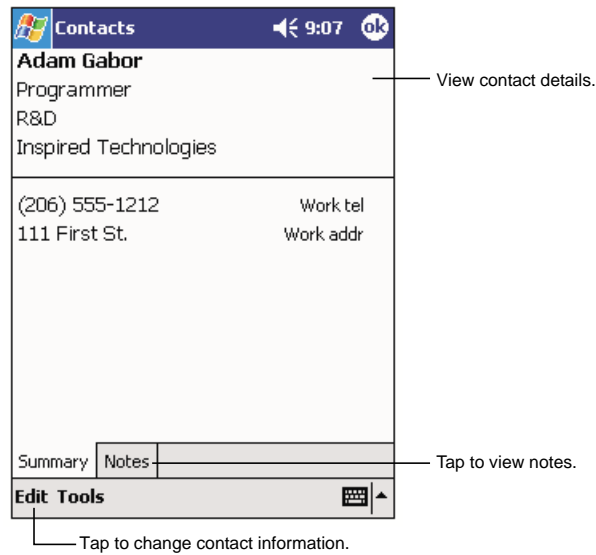 Contacts 9:07 ok
Adam Gabor
Programmer
R&D
Inspired Technologies
View contact details.
(206) 555-1212 Work tel
111 First St. Work addr
Summary Notes
Tap to view notes.
Edit Tools
Tap to change contact information.